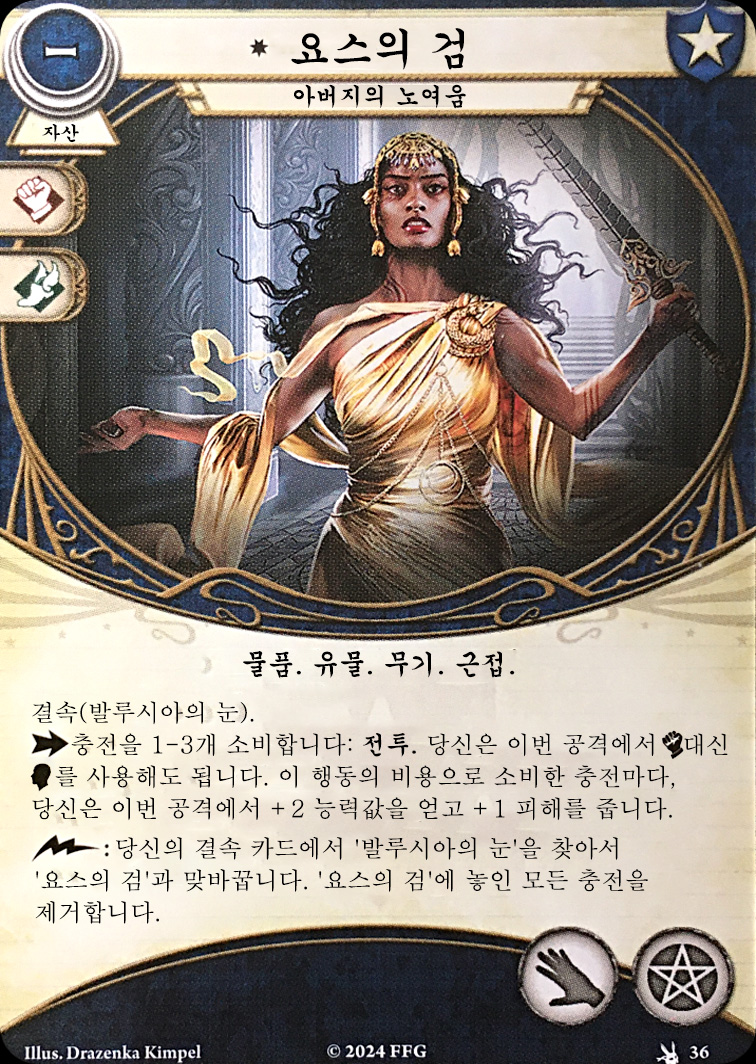 요스의 검
아버지의 노여움
자산
물품. 유물. 무기. 근접.
결속(발루시아의 눈).
충전을 1-3개 소비합니다: 전투. 당신은 이번 공격에서 대신
를 사용해도 됩니다. 이 행동의 비용으로 소비한 충전마다,
당신은 이번 공격에서 +2 능력값을 얻고 +1 피해를 줍니다.
:당신의 결속 카드에서 '발루시아의 눈'을 찾아서
'요스의 검'과 맞바꿉니다. '요스의 검'에 놓인 모든 충전을
제거합니다.
Illus. Drazenka Kimpel
© 2024 FFG
36